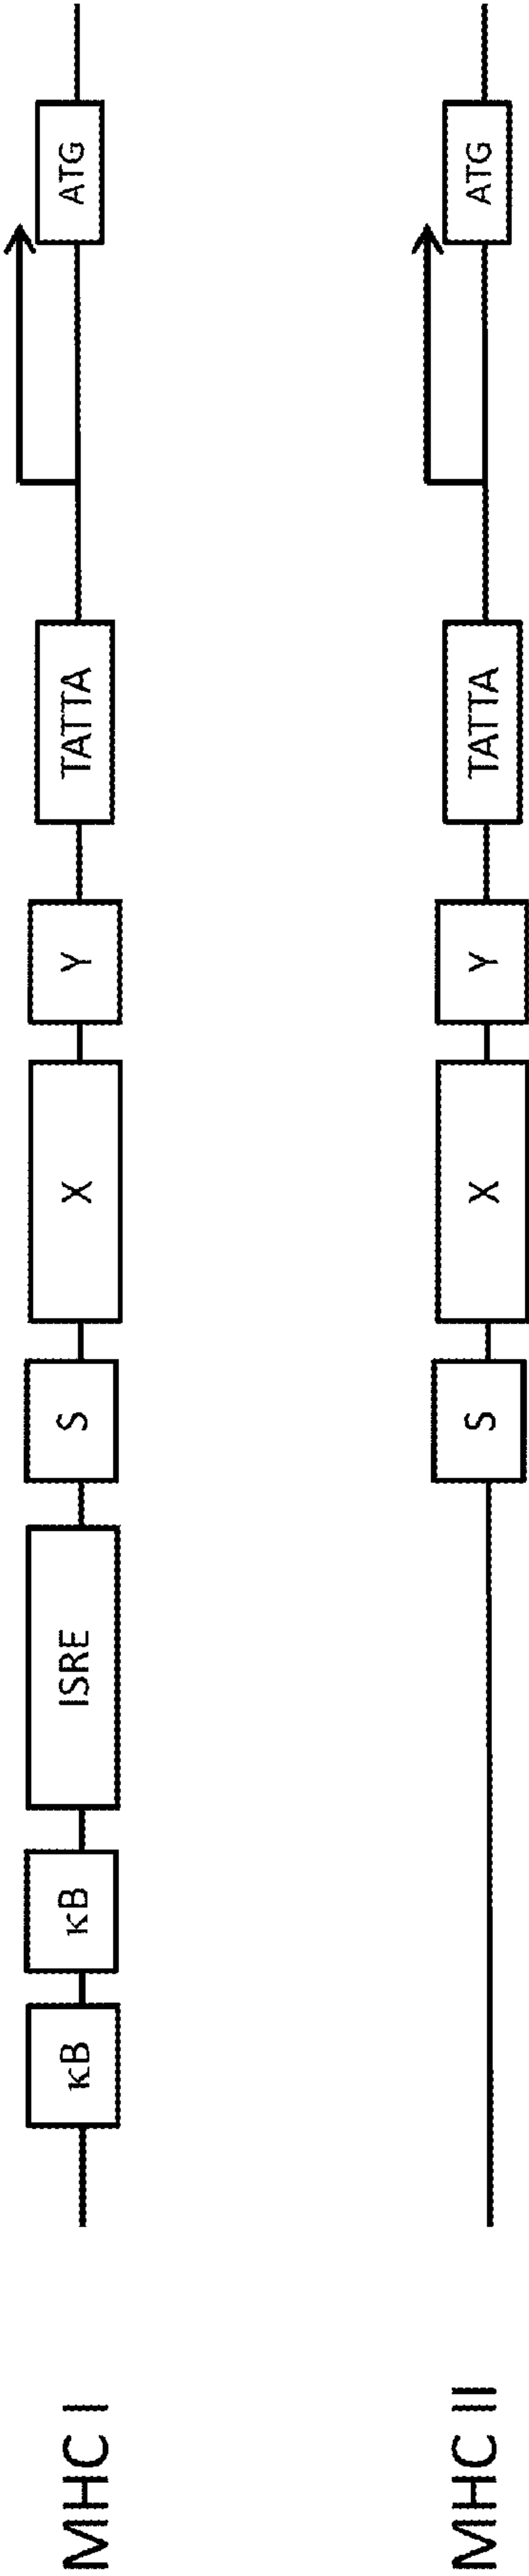 MHC I κB κB ISRE S X Y TATTA ATG
MHC II S X Y TATTA ATG